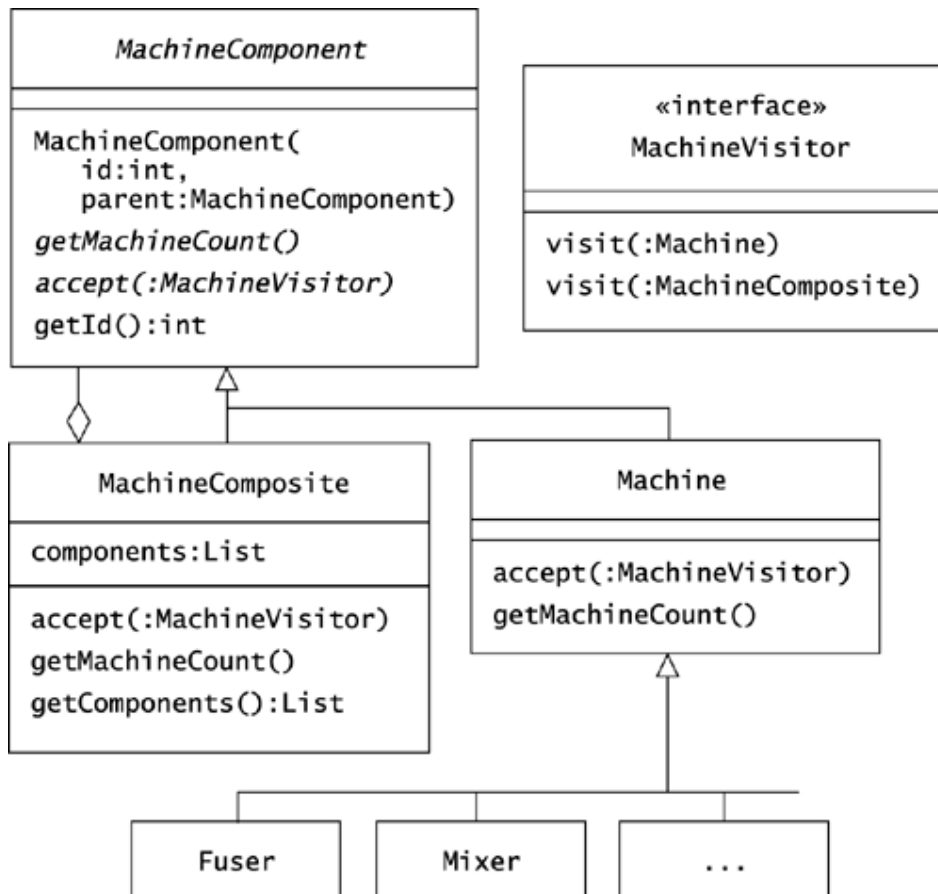 MachineComponent
MachineComponent(
id:int,
parent:MachineComponent)
getMachineCount()
accept(:MachineVisitor)
getId():int
«interface»
MachineVisitor
visit(:Machine)
visit(:MachineComposite)
MachineComposite
components:List
accept(:MachineVisitor)
getMachineCount()
getComponents():List
Machine
accept(:MachineVisitor)
getMachineCount()
Fuser
Mixer
...